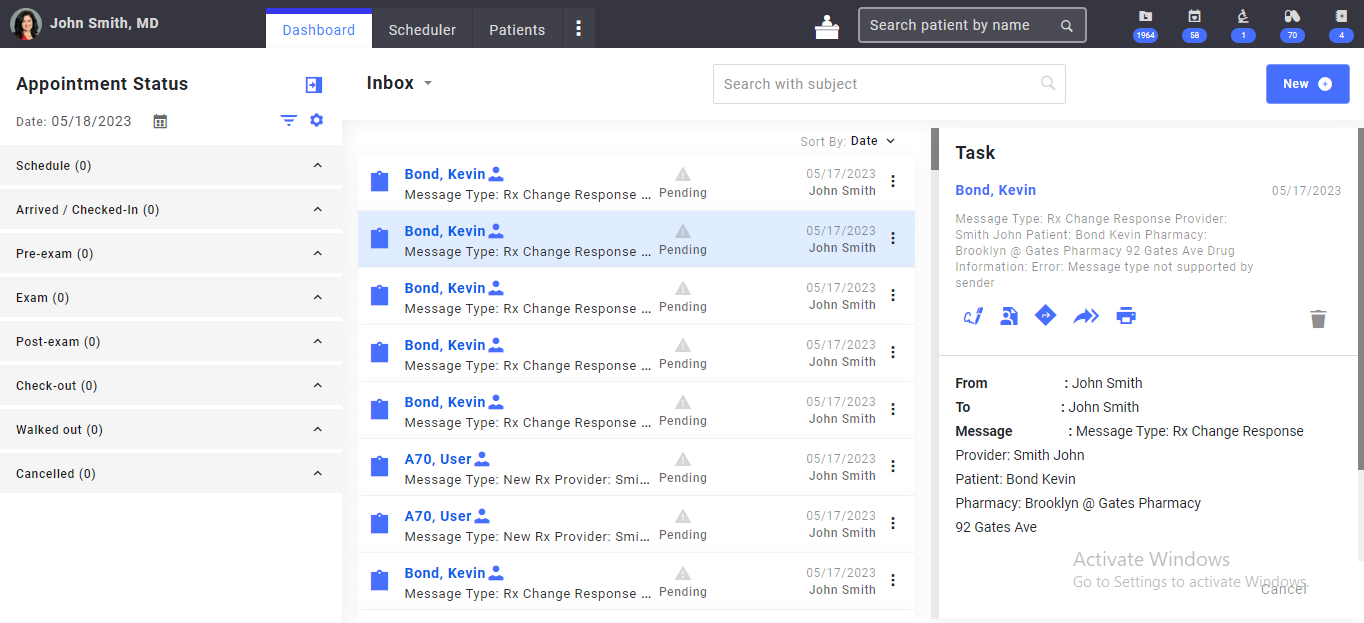 John Smith, MD
Dashboard
Scheduler
Patients
Search patient by name
1964
58
1
70
4
Appointment Status
Date: 05/18/2023
Schedule (0)
Arrived / Checked-In (0)
Pre-exam (0)
Exam (0)
Post-exam (0)
Check-out (0)
Walked out (0)
Cancelled (0)
Inbox
Search with subject
New
Sort By: Date
Bond, Kevin
Message Type: Rx Change Response ...
Pending
05/17/2023
John Smith
Bond, Kevin
Message Type: Rx Change Response ...
Pending
05/17/2023
John Smith
Bond, Kevin
Message Type: Rx Change Response ...
Pending
05/17/2023
John Smith
Bond, Kevin
Message Type: Rx Change Response ...
Pending
05/17/2023
John Smith
Bond, Kevin
Message Type: Rx Change Response ...
Pending
05/17/2023
John Smith
A70, User
Message Type: New Rx Provider: Smi...
Pending
05/17/2023
John Smith
A70, User
Message Type: New Rx Provider: Smi...
Pending
05/17/2023
John Smith
Bond, Kevin
Message Type: Rx Change Response ...
Pending
05/17/2023
John Smith
Task
Bond, Kevin 05/17/2023
Message Type: Rx Change Response Provider:
Smith John Patient: Bond Kevin Pharmacy:
Brooklyn @ Gates Pharmacy 92 Gates Ave Drug
Information: Error: Message type not supported by
sender
From : John Smith
To : John Smith
Message : Message Type: Rx Change Response
Provider: Smith John
Patient: Bond Kevin
Pharmacy: Brooklyn @ Gates Pharmacy
92 Gates Ave
Activate Windows
Go to Settings to activate Windows.
Cancel